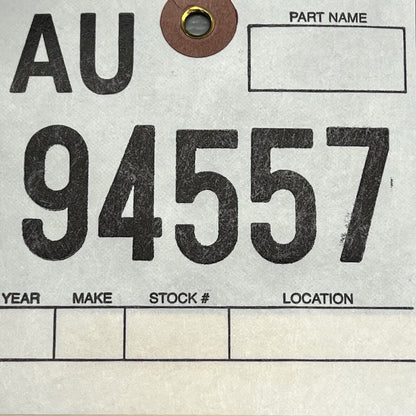 AU
PART NAME
94557
YEAR MAKE STOCK # LOCATION